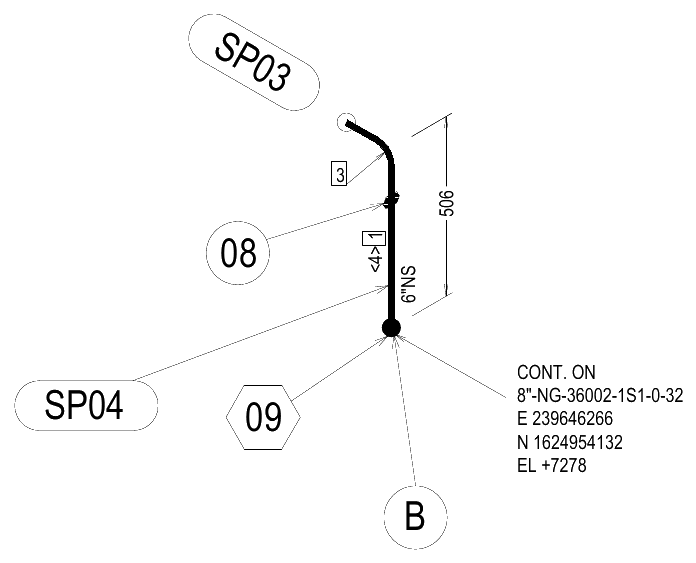 SP03
3
506
08
<4> 1
6"NS
SP04
09
CONT. ON
8"-NG-36002-1S1-0-32
E 239646266
N 1624954132
EL +7278
B